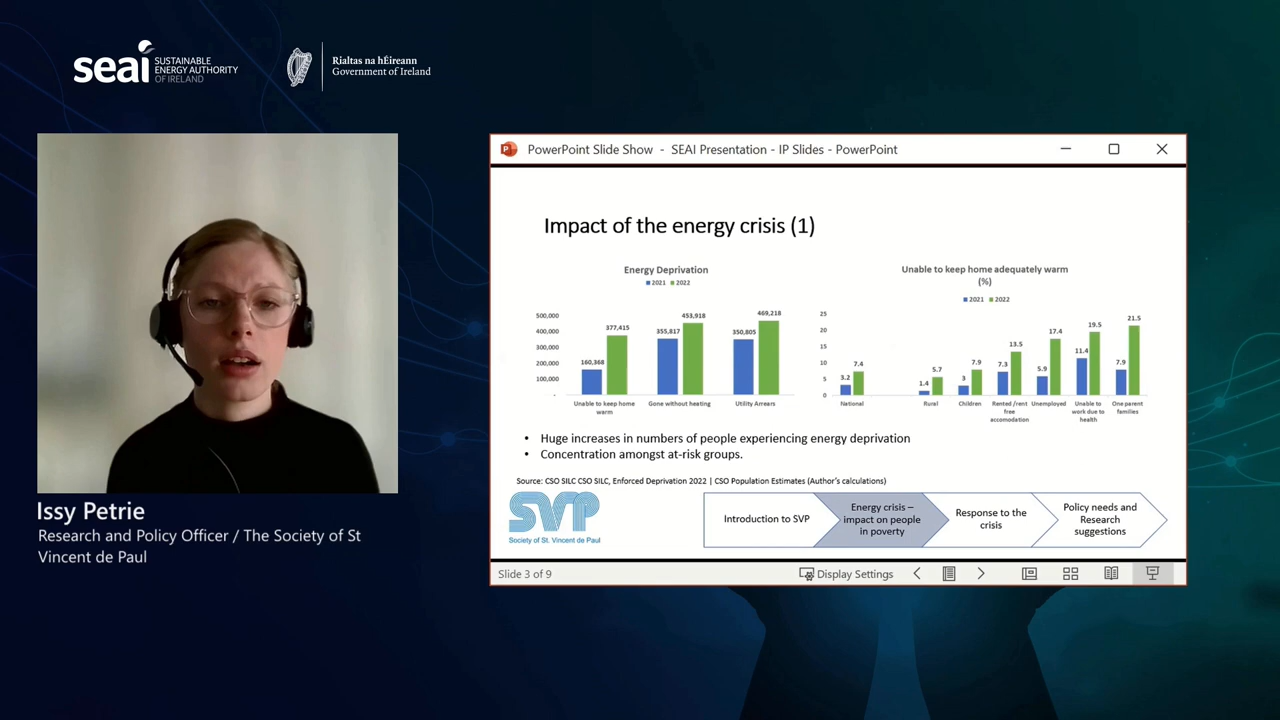 seai SUSTAINABLE
ENERGY AUTHORITY
OF IRELAND
Rialtas na hÉireann
Government of Ireland
PowerPoint Slide Show - SEAI Presentation - IP Slides - PowerPoint
Impact of the energy crisis (1)
Energy Deprivation
2021 2022
500,000
400,000
300,000
200,000
100,000
-
160,368 377,415
355,817 453,918
350,805 469,218
Unable to keep home
warm
Gone without heating
Utility Arrears
Unable to keep home adequately warm
(%)
2021 2022
25
20
15
10
5
0
3.2 7.4
1.4 5.7
3 7.9
7.3 13.5
5.9 17.4
11.4 19.5
7.9 21.5
National
Rural
Children
Rented /rent
free
accomodation
Unemployed
Unable to
work due to
health
One parent
families
• Huge increases in numbers of people experiencing energy deprivation
• Concentration amongst at-risk groups.
Source: CSO SILC CSO SILC, Enforced Deprivation 2022 | CSO Population Estimates (Author's calculations)
SVP
Society of St. Vincent de Paul
Introduction to SVP
Energy crisis –
impact on people
in poverty
Response to the
crisis
Policy needs and
Research
suggestions
Slide 3 of 9
Display Settings
Issy Petrie
Research and Policy Officer / The Society of St
Vincent de Paul